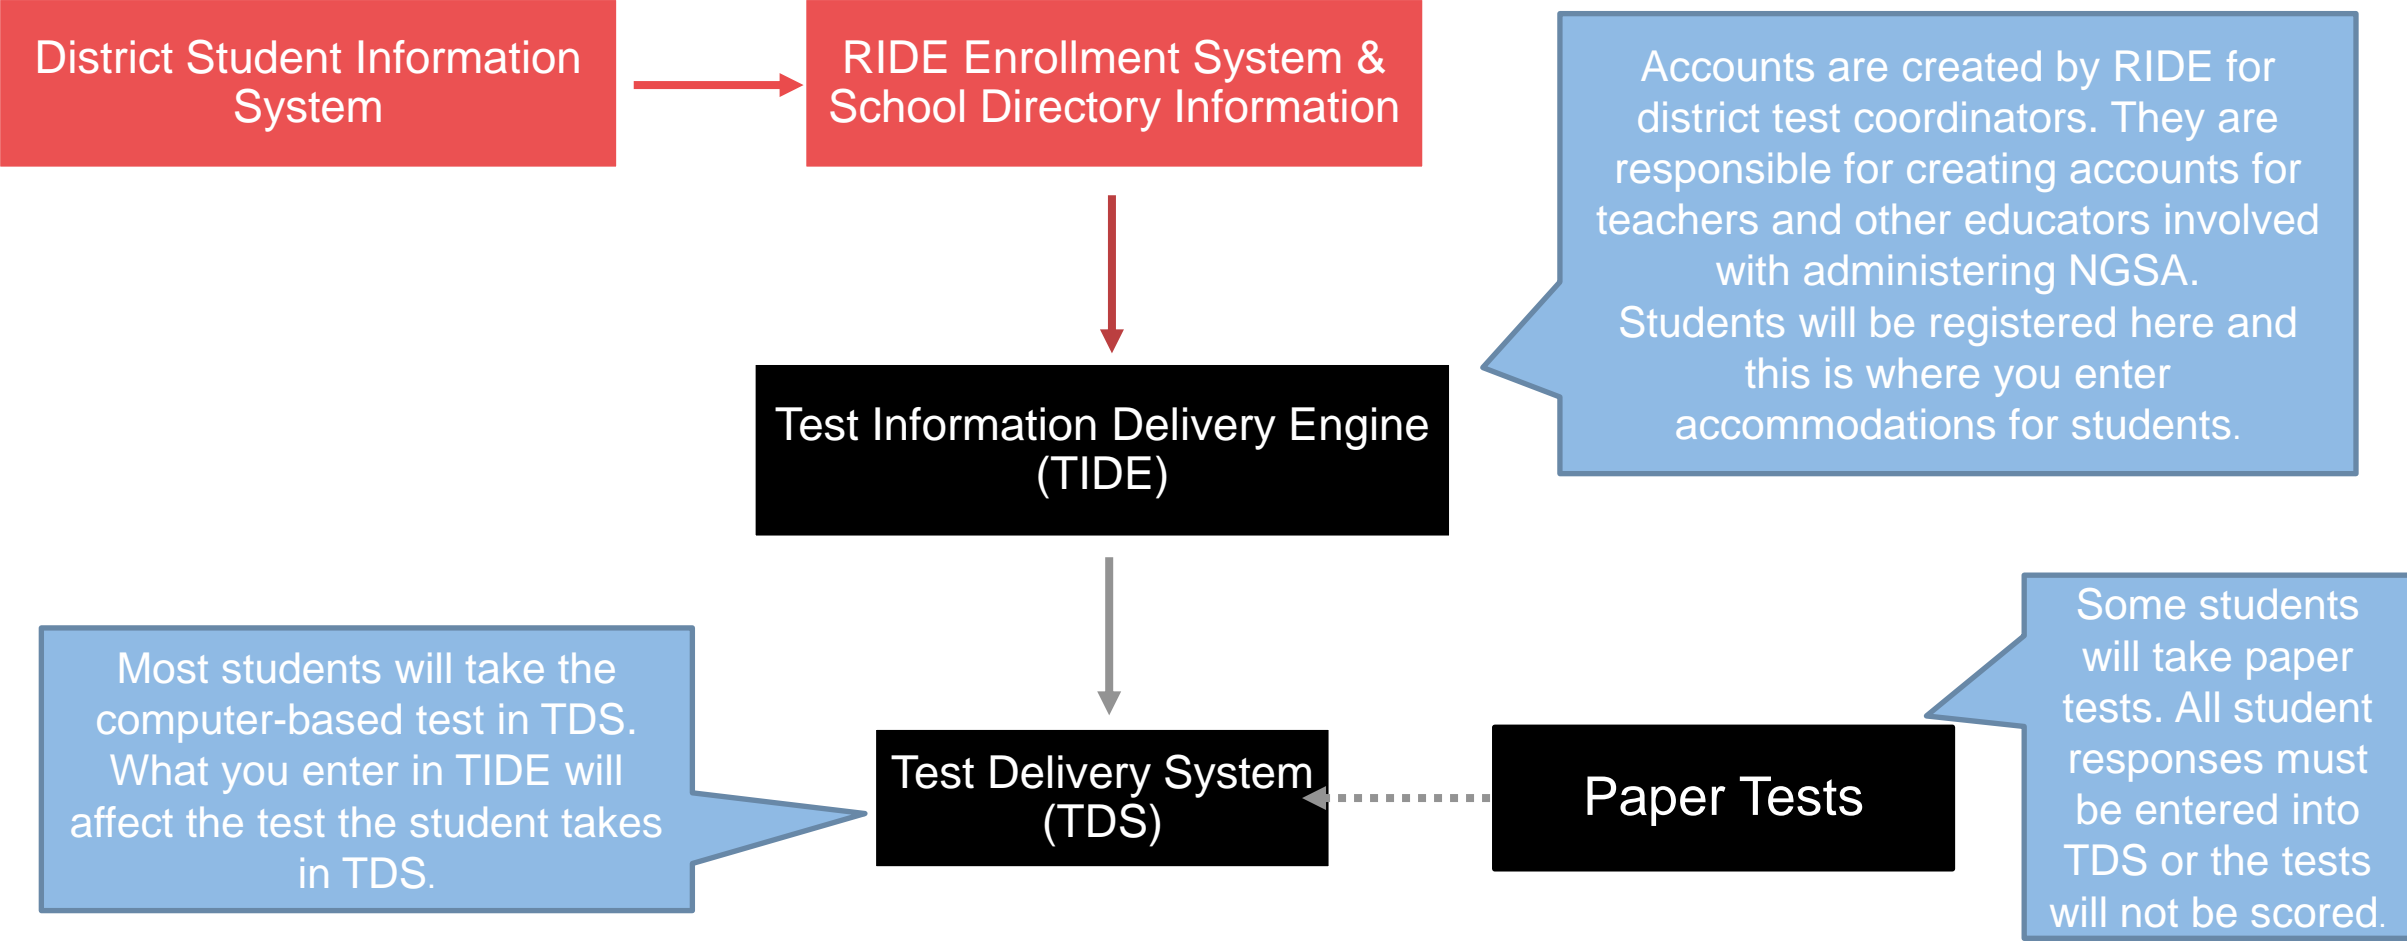 District Student Information
System
RIDE Enrollment System &
School Directory Information
Accounts are created by RIDE for
district test coordinators. They are
responsible for creating accounts for
teachers and other educators involved
with administering NGSA.
Students will be registered here and
this is where you enter
accommodations for students.
Test Information Delivery Engine
(TIDE)
Most students will take the
computer-based test in TDS.
What you enter in TIDE will
affect the test the student takes
in TDS.
Test Delivery System
(TDS)
Paper Tests
Some students
will take paper
tests. All student
responses must
be entered into
TDS or the tests
will not be scored.